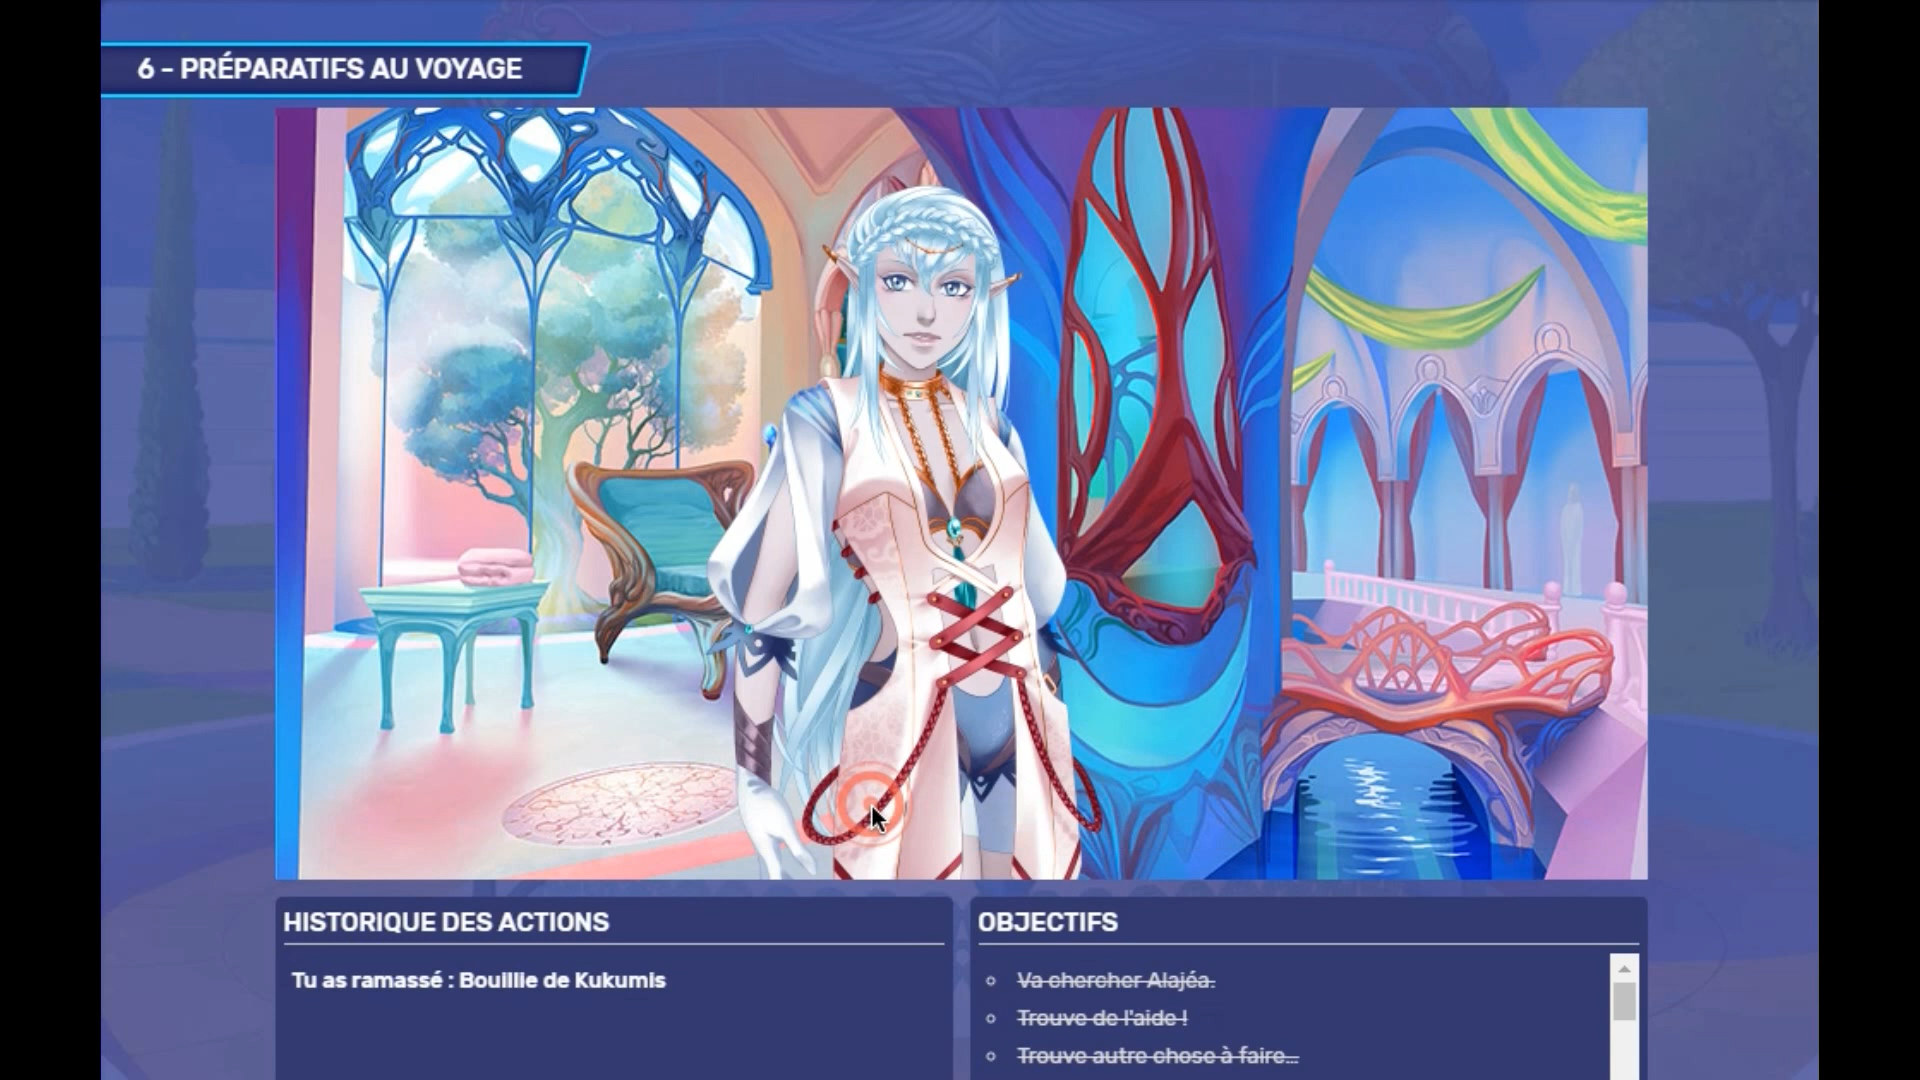 6 - PRÉPARATIFS AU VOYAGE
HISTORIQUE DES ACTIONS
Tu as ramassé : Bouillie de Kukumis
OBJECTIFS
Va chercher Alajéa.
Trouve de l'aide !
Trouve autre chose à faire...